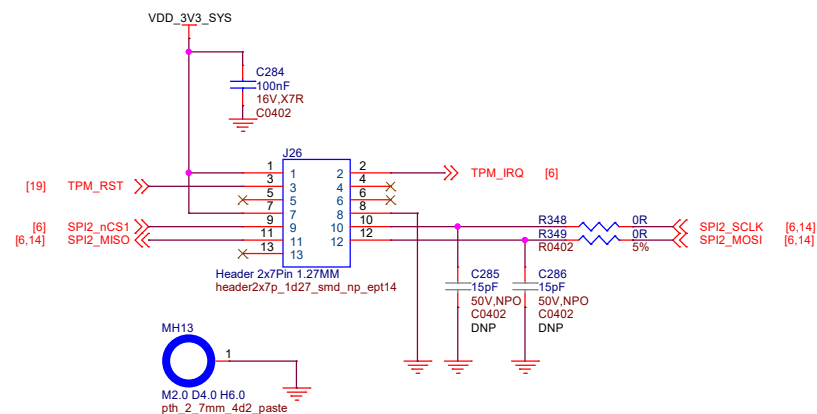 VDD_3V3_SYS
C284
100nF
16V,X7R
C0402
J26
1 1 2 2
[19] TPM_RST 3 3 4 4 TPM_IRQ [6]
5 5 6 6
7 7 8 8
[6] SPI2_nCS1 9 9 10 10 R348 0R SPI2_SCLK [6,14]
[6,14] SPI2_MISO 11 11 12 12 R349 0R SPI2_MOSI [6,14]
13 13 R0402 5%
Header 2x7Pin 1.27MM
header2x7p_1d27_smd_np_ept14
C285 C286
15pF 15pF
50V,NPO 50V,NPO
C0402 C0402
DNP DNP
MH13
1
M2.0 D4.0 H6.0
pth_2_7mm_4d2_paste